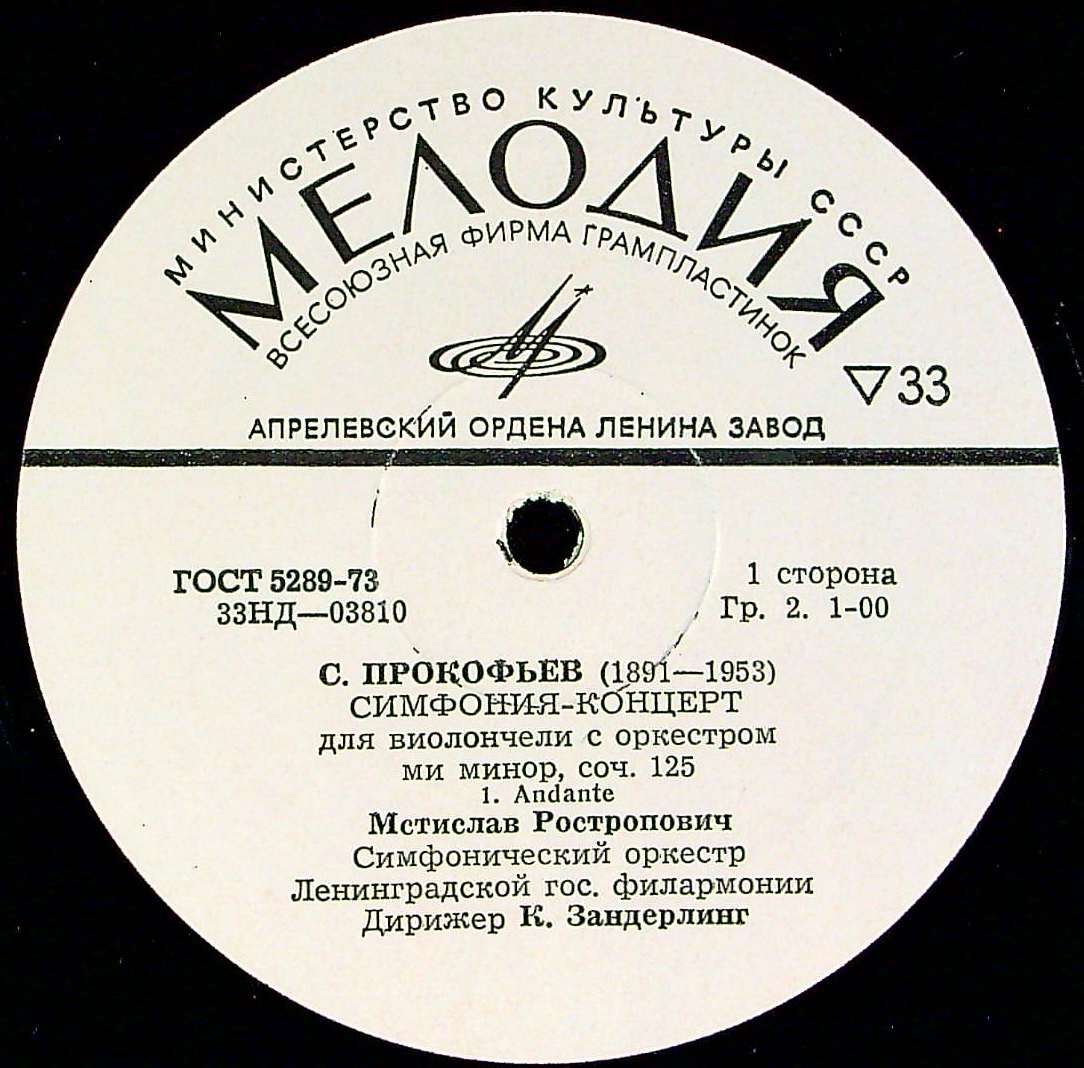 МИНИСТЕРСТВО КУЛЬТУРЫ СССР
МЕЛОДИЯ
ВСЕСОЮЗНАЯ ФИРМА ГРАМПЛАСТИНОК
▽33
АПРЕЛЕВСКИЙ ОРДЕНА ЛЕНИНА ЗАВОД
ГОСТ 5289-73
33НД—03810
1 сторона
Гр. 2. 1-00
С. ПРОКОФЬЕВ (1891—1953)
СИМФОНИЯ-КОНЦЕРТ
для виолончели с оркестром
ми минор, соч. 125
1. Andante
Мстислав Ростропович
Симфонический оркестр
Ленинградской гос. филармонии
Дирижер К. Зандерлинг